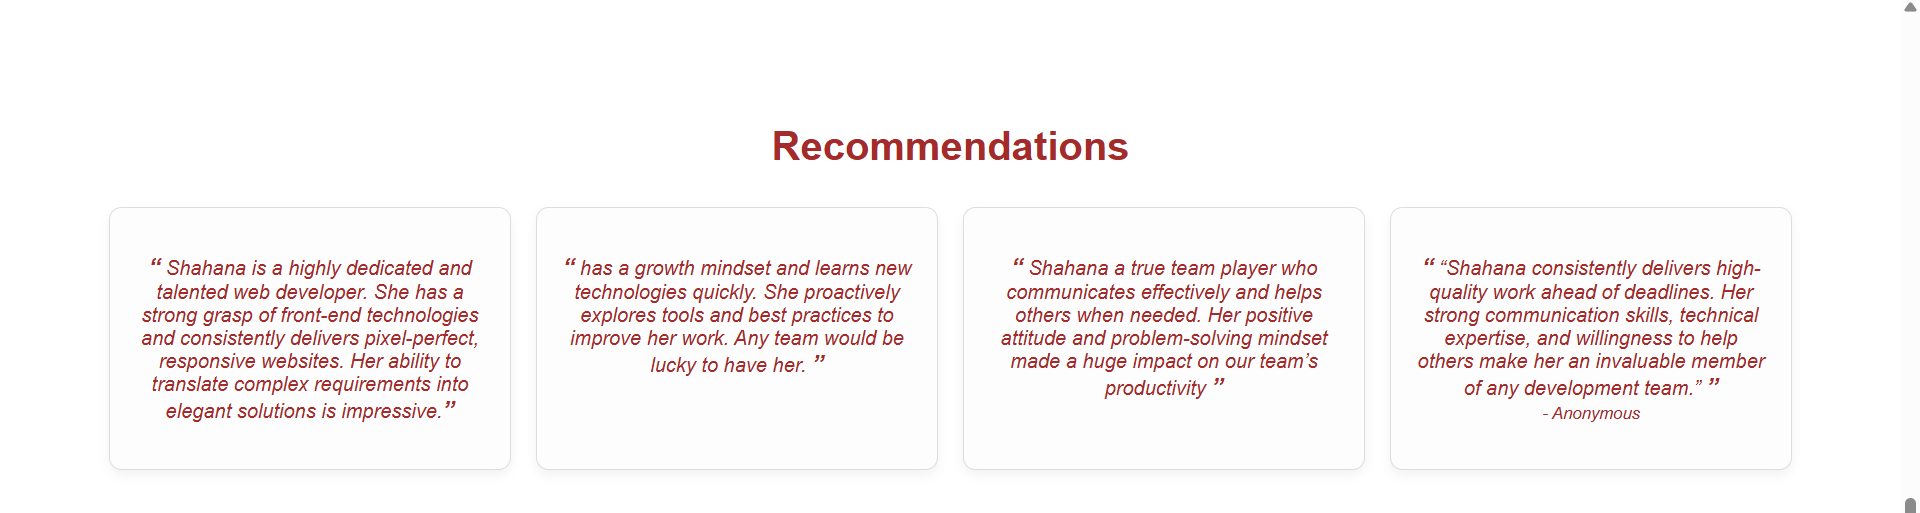 Recommendations
“ Shahana is a highly dedicated and
talented web developer. She has a
strong grasp of front-end technologies
and consistently delivers pixel-perfect,
responsive websites. Her ability to
translate complex requirements into
elegant solutions is impressive.”
“ has a growth mindset and learns new
technologies quickly. She proactively
explores tools and best practices to
improve her work. Any team would be
lucky to have her. ”
“ Shahana a true team player who
communicates effectively and helps
others when needed. Her positive
attitude and problem-solving mindset
made a huge impact on our team’s
productivity ”
“ “Shahana consistently delivers high-
quality work ahead of deadlines. Her
strong communication skills, technical
expertise, and willingness to help
others make her an invaluable member
of any development team.” ”
- Anonymous